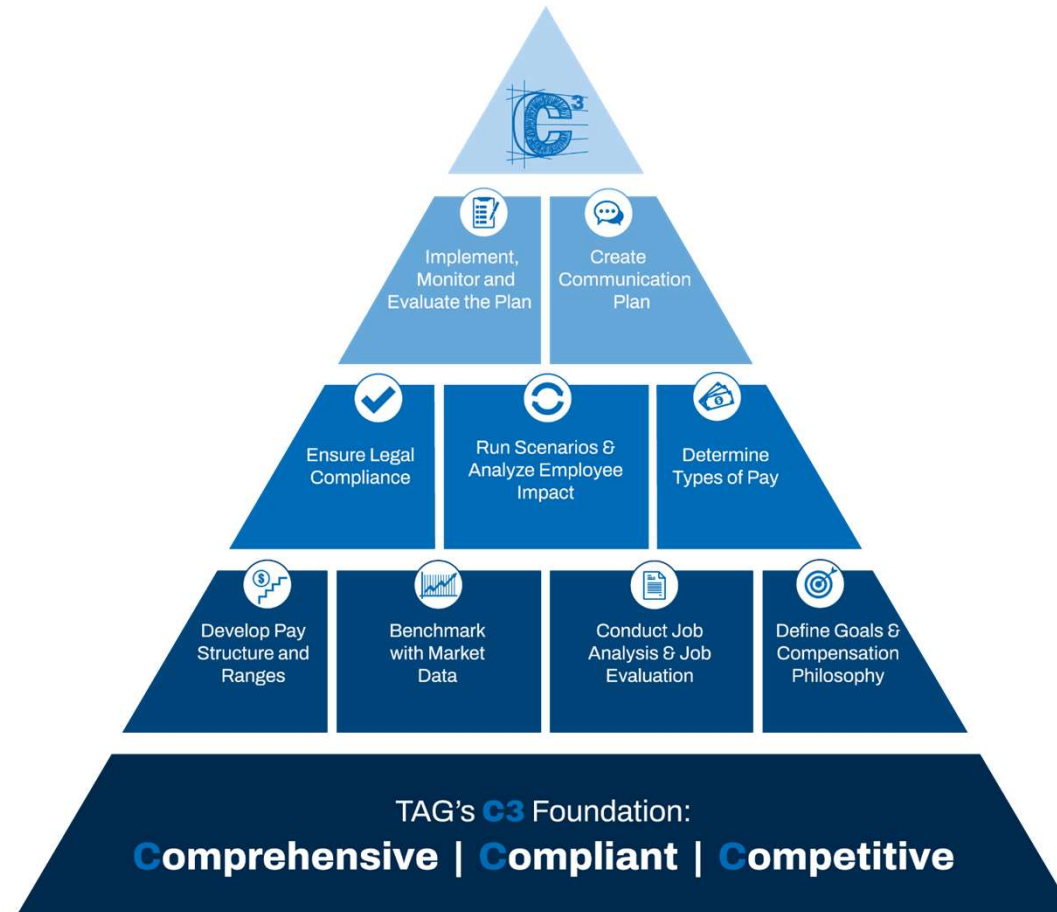 C³
Implement,
Monitor and
Evaluate the Plan
Create
Communication
Plan
Ensure Legal
Compliance
Run Scenarios &
Analyze Employee
Impact
Determine
Types of Pay
Develop Pay
Structure and
Ranges
Benchmark
with Market
Data
Conduct Job
Analysis & Job
Evaluation
Define Goals &
Compensation
Philosophy
TAG's C3 Foundation:
Comprehensive | Compliant | Competitive